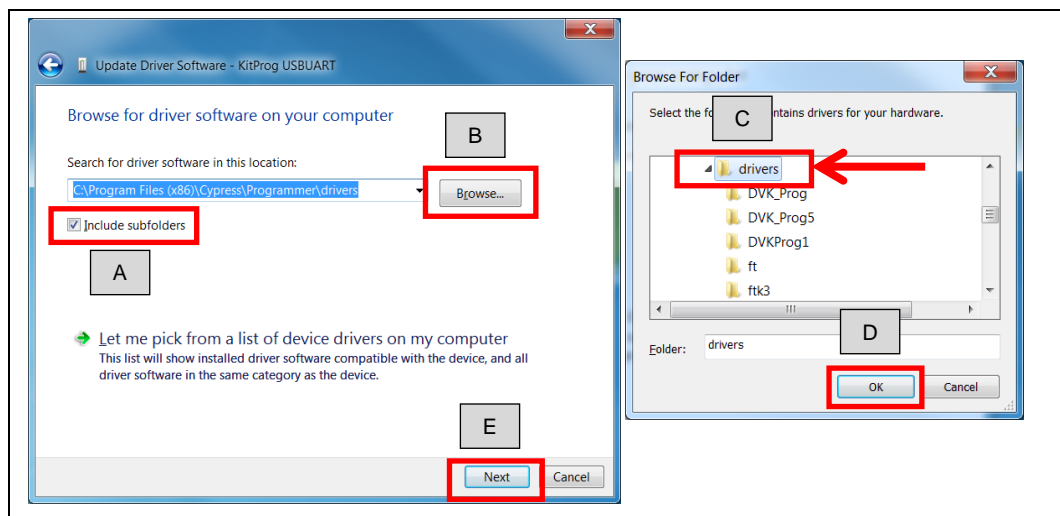 Update Driver Software - KitProg USBUART
Browse for driver software on your computer
B
Search for driver software in this location:
C:\Program Files (x86)\Cypress\Programmer\drivers
Browse...
Include subfolders
A
Let me pick from a list of device drivers on my computer
This list will show installed driver software compatible with the device, and all
driver software in the same category as the device.
E
Next Cancel
Browse For Folder
Select the fo ntains drivers for your hardware.
C
drivers
DVK_Prog
DVK_Prog5
DVKProg1
ft
ftk3
D
Folder: drivers
OK Cancel